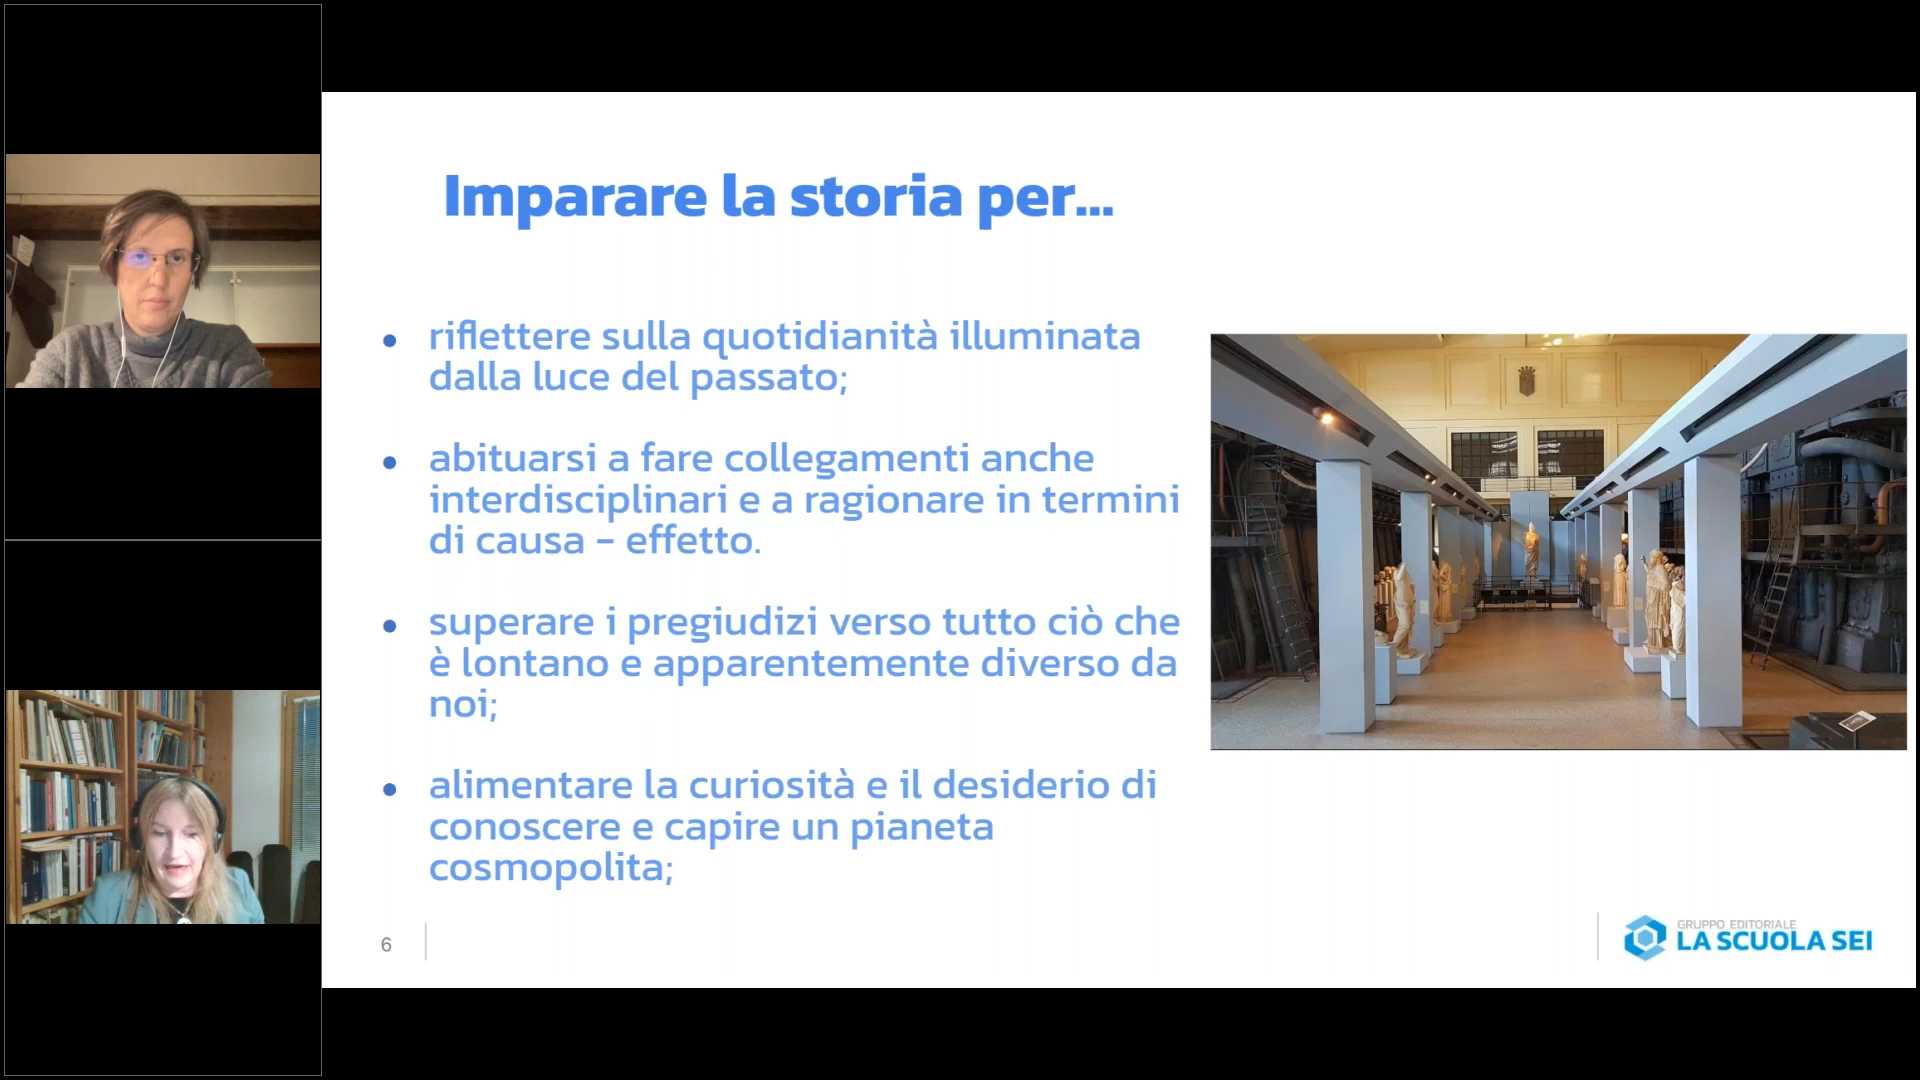 Imparare la storia per...
• riflettere sulla quotidianità illuminata
dalla luce del passato;
• abituarsi a fare collegamenti anche
interdisciplinari e a ragionare in termini
di causa - effetto.
• superare i pregiudizi verso tutto ciò che
è lontano e apparentemente diverso da
noi;
• alimentare la curiosità e il desiderio di
conoscere e capire un pianeta
cosmopolita;
6
GRUPPO EDITORIALE
LA SCUOLA SEI